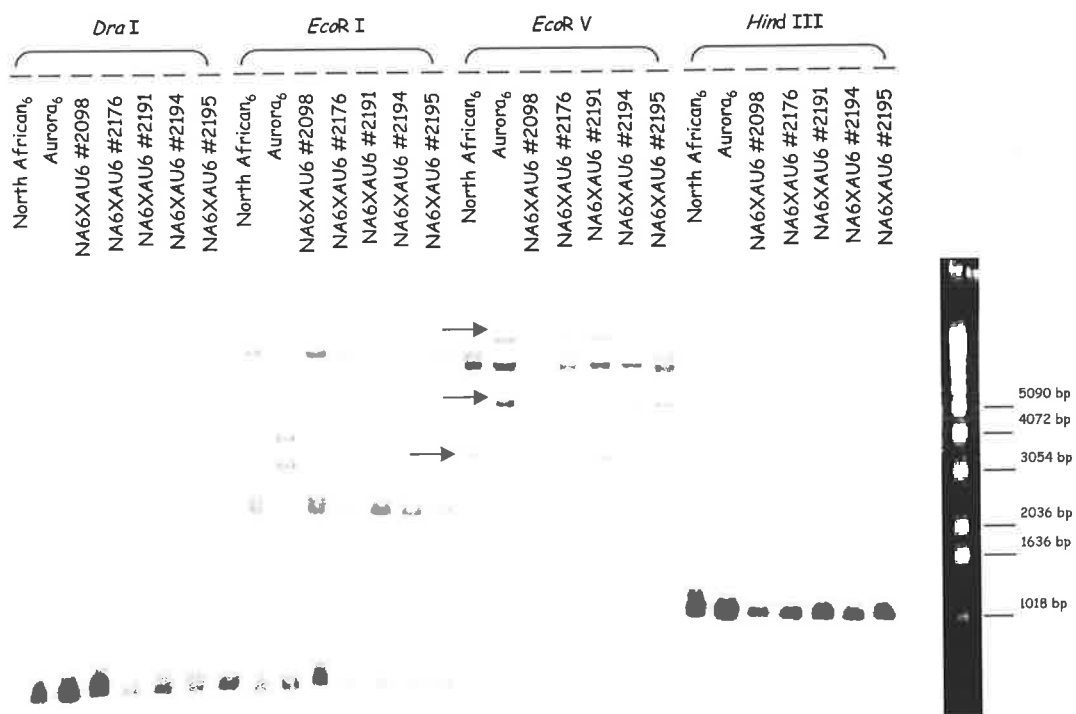 Dra I
EcoR I
EcoR V
Hind III
North African6
Aurora6
NA6XAU6 #2098
NA6XAU6 #2176
NA6XAU6 #2191
NA6XAU6 #2194
NA6XAU6 #2195
North African6
Aurora6
NA6XAU6 #2098
NA6XAU6 #2176
NA6XAU6 #2191
NA6XAU6 #2194
NA6XAU6 #2195
North African6
Aurora6
NA6XAU6 #2098
NA6XAU6 #2176
NA6XAU6 #2191
NA6XAU6 #2194
NA6XAU6 #2195
North African6
Aurora6
NA6XAU6 #2098
NA6XAU6 #2176
NA6XAU6 #2191
NA6XAU6 #2194
NA6XAU6 #2195
5090 bp
4072 bp
3054 bp
2036 bp
1636 bp
1018 bp